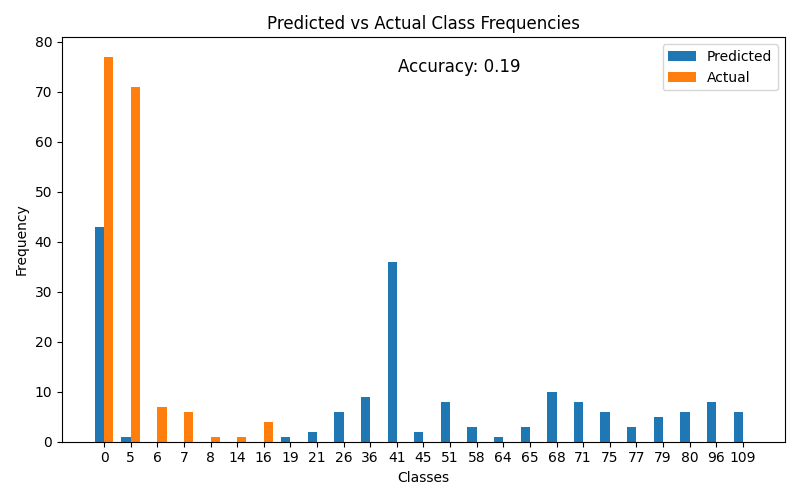 Predicted vs Actual Class Frequencies
Accuracy: 0.19
Predicted
Actual
Frequency
80
70
60
50
40
30
20
10
0
0 5 6 7 8 14 16 19 21 26 36 41 45 51 58 64 65 68 71 75 77 79 80 96 109
Classes